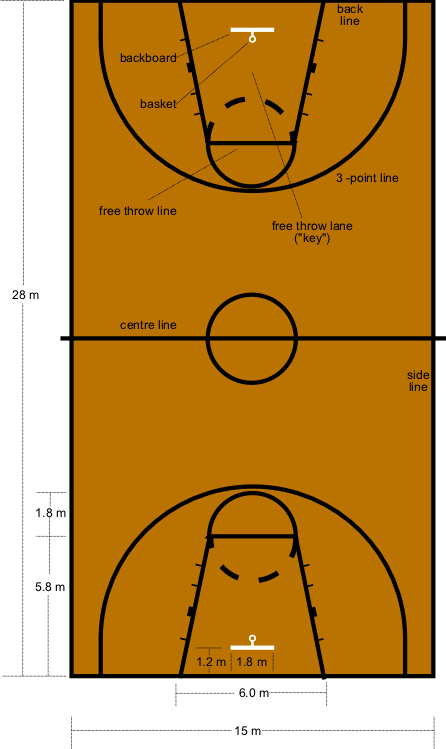 back
line
backboard
basket
3 -point line
free throw line
free throw lane
("key")
28 m
centre line
side
line
1.8 m
5.8 m
1.2 m
1.8 m
6.0 m
15 m